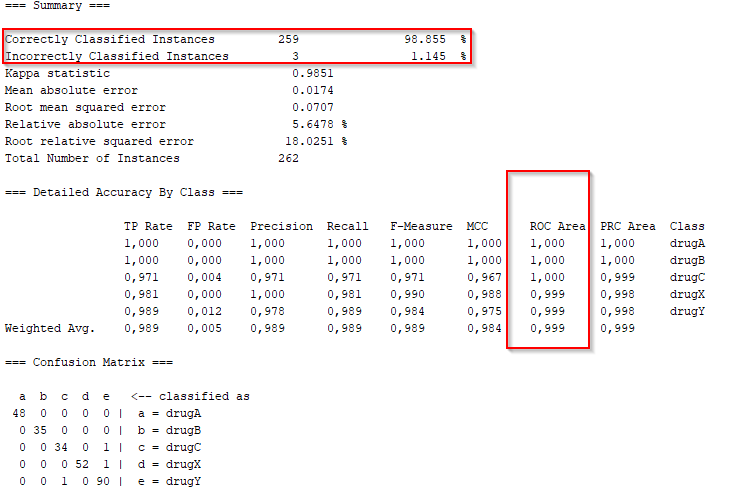 === Summary ===
Correctly Classified Instances 259 98.855 %
Incorrectly Classified Instances 3 1.145 %
Kappa statistic 0.9851
Mean absolute error 0.0174
Root mean squared error 0.0707
Relative absolute error 5.6478 %
Root relative squared error 18.0251 %
Total Number of Instances 262
=== Detailed Accuracy By Class ===
TP Rate FP Rate Precision Recall F-Measure MCC ROC Area PRC Area Class
1,000 0,000 1,000 1,000 1,000 1,000 1,000 1,000 drugA
1,000 0,000 1,000 1,000 1,000 1,000 1,000 1,000 drugB
0,971 0,004 0,971 0,971 0,971 0,967 1,000 0,999 drugC
0,981 0,000 1,000 0,981 0,990 0,988 0,999 0,998 drugX
0,989 0,012 0,978 0,989 0,984 0,975 0,999 0,998 drugY
Weighted Avg. 0,989 0,005 0,989 0,989 0,989 0,984 0,999 0,999
=== Confusion Matrix ===
a b c d e <-- classified as
48 0 0 0 0 | a = drugA
0 35 0 0 0 | b = drugB
0 0 34 0 1 | c = drugC
0 0 0 52 1 | d = drugX
0 0 1 0 90 | e = drugY